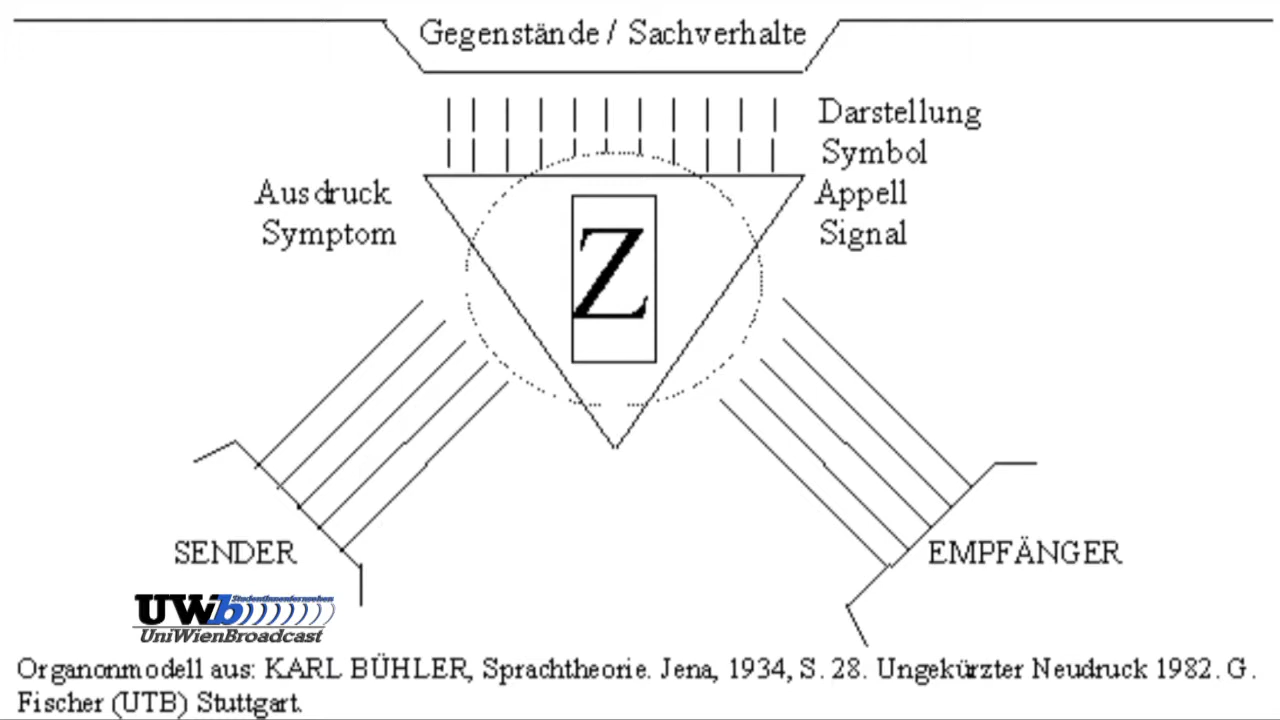 Gegenstände / Sachverhalte
Darstellung
Symbol
Ausdruck
Symptom
Appell
Signal
Z
SENDER
EMPFÄNGER
UWb
Studentinnenfernsehen
UniWienBroadcast
Organonmodell aus: KARL BÜHLER, Sprachtheorie. Jena, 1934, S. 28. Ungekürzter Neudruck 1982. G.
Fischer (UTB) Stuttgart.